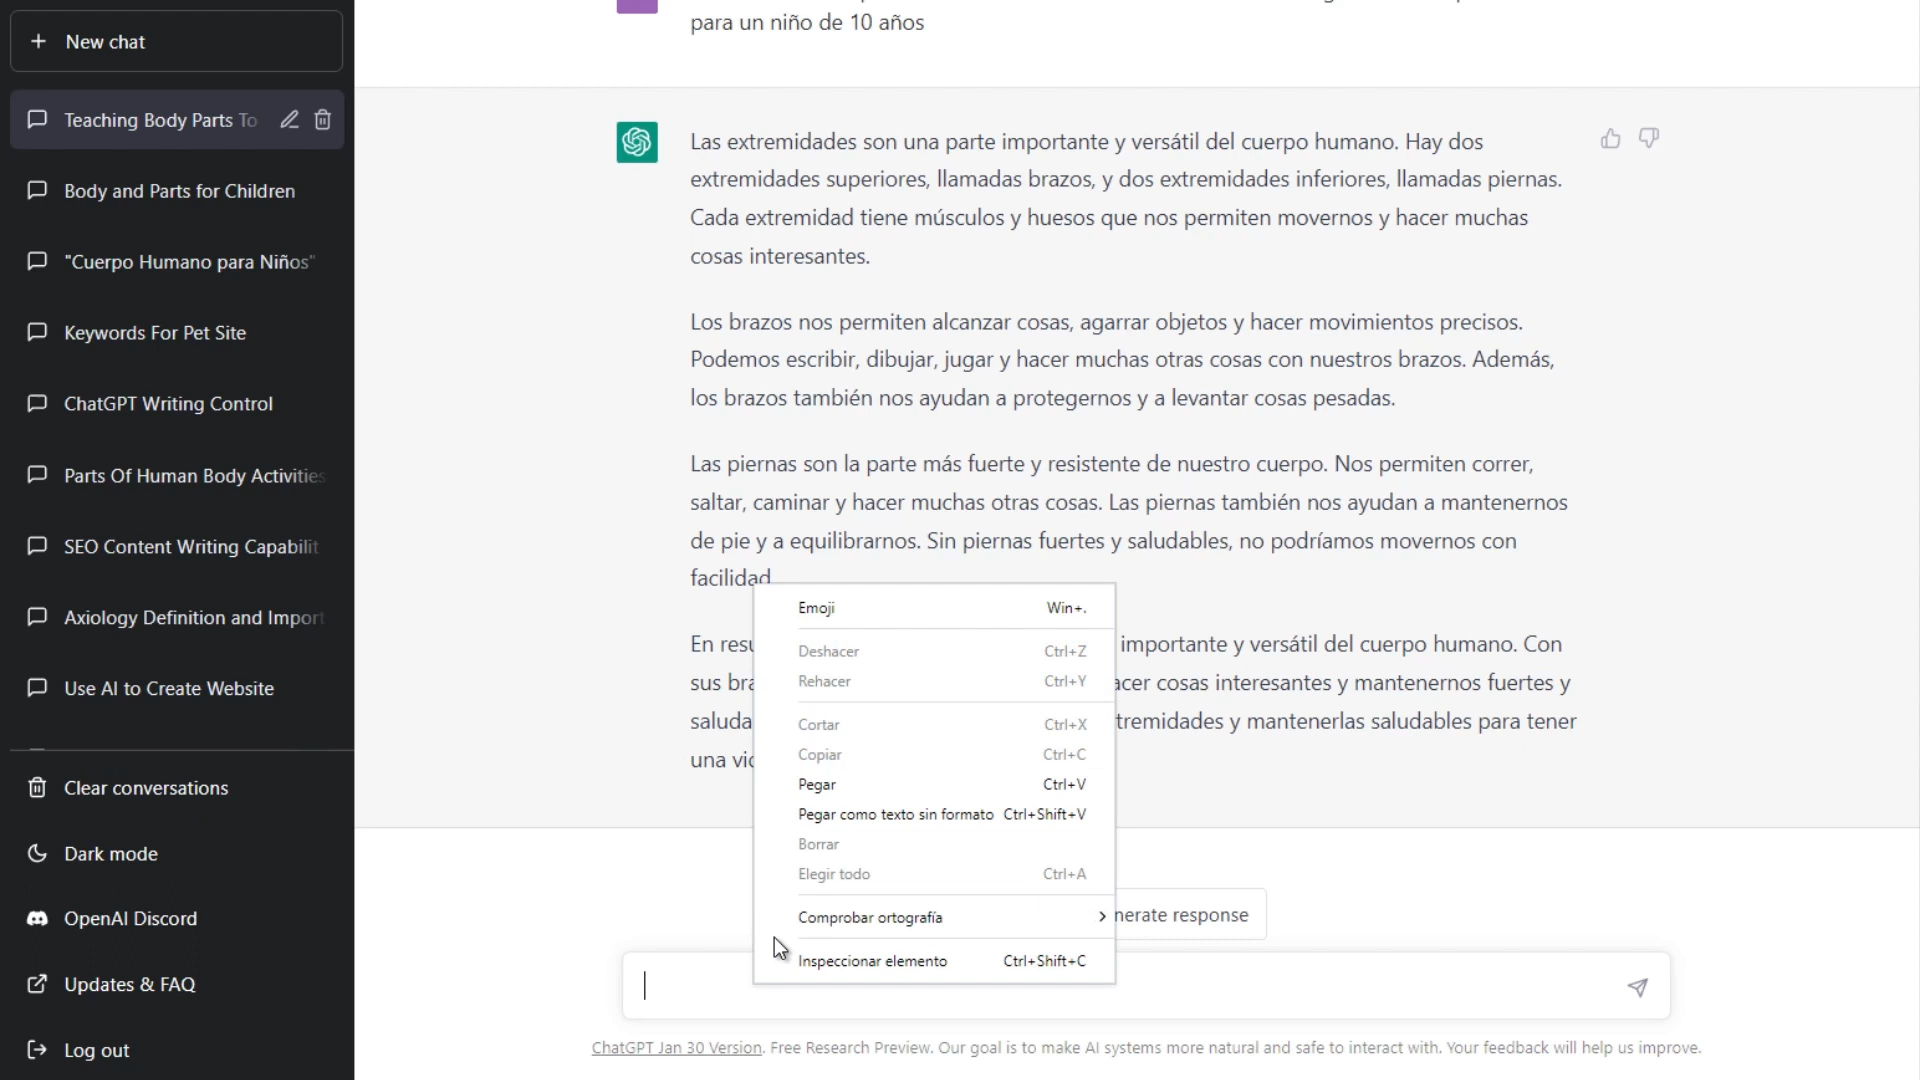 New chat
Teaching Body Parts To
Body and Parts for Children
"Cuerpo Humano para Niños"
Keywords For Pet Site
ChatGPT Writing Control
Parts Of Human Body Activities
SEO Content Writing Capabilit
Axiology Definition and Import
Use AI to Create Website
Clear conversations
Dark mode
OpenAI Discord
Updates & FAQ
Log out
para un niño de 10 años
Las extremidades son una parte importante y versátil del cuerpo humano. Hay dos
extremidades superiores, llamadas brazos, y dos extremidades inferiores, llamadas piernas.
Cada extremidad tiene músculos y huesos que nos permiten movernos y hacer muchas
cosas interesantes.
Los brazos nos permiten alcanzar cosas, agarrar objetos y hacer movimientos precisos.
Podemos escribir, dibujar, jugar y hacer muchas otras cosas con nuestros brazos. Además,
los brazos también nos ayudan a protegernos y a levantar cosas pesadas.
Las piernas son la parte más fuerte y resistente de nuestro cuerpo. Nos permiten correr,
saltar, caminar y hacer muchas otras cosas. Las piernas también nos ayudan a mantenernos
de pie y a equilibrarnos. Sin piernas fuertes y saludables, no podríamos movernos con
facilidad
En resu importante y versátil del cuerpo humano. Con
sus bra acer cosas interesantes y mantenernos fuertes y
saluda tremidades y mantenerlas saludables para tener
una vid
Emoji Win+.
Deshacer Ctrl+Z
Rehacer Ctrl+Y
Cortar Ctrl+X
Copiar Ctrl+C
Pegar Ctrl+V
Pegar como texto sin formato Ctrl+Shift+V
Borrar
Elegir todo Ctrl+A
Comprobar ortografía
Inspeccionar elemento Ctrl+Shift+C
nerate response
ChatGPT Jan 30 Version. Free Research Preview. Our goal is to make AI systems more natural and safe to interact with. Your feedback will help us improve.